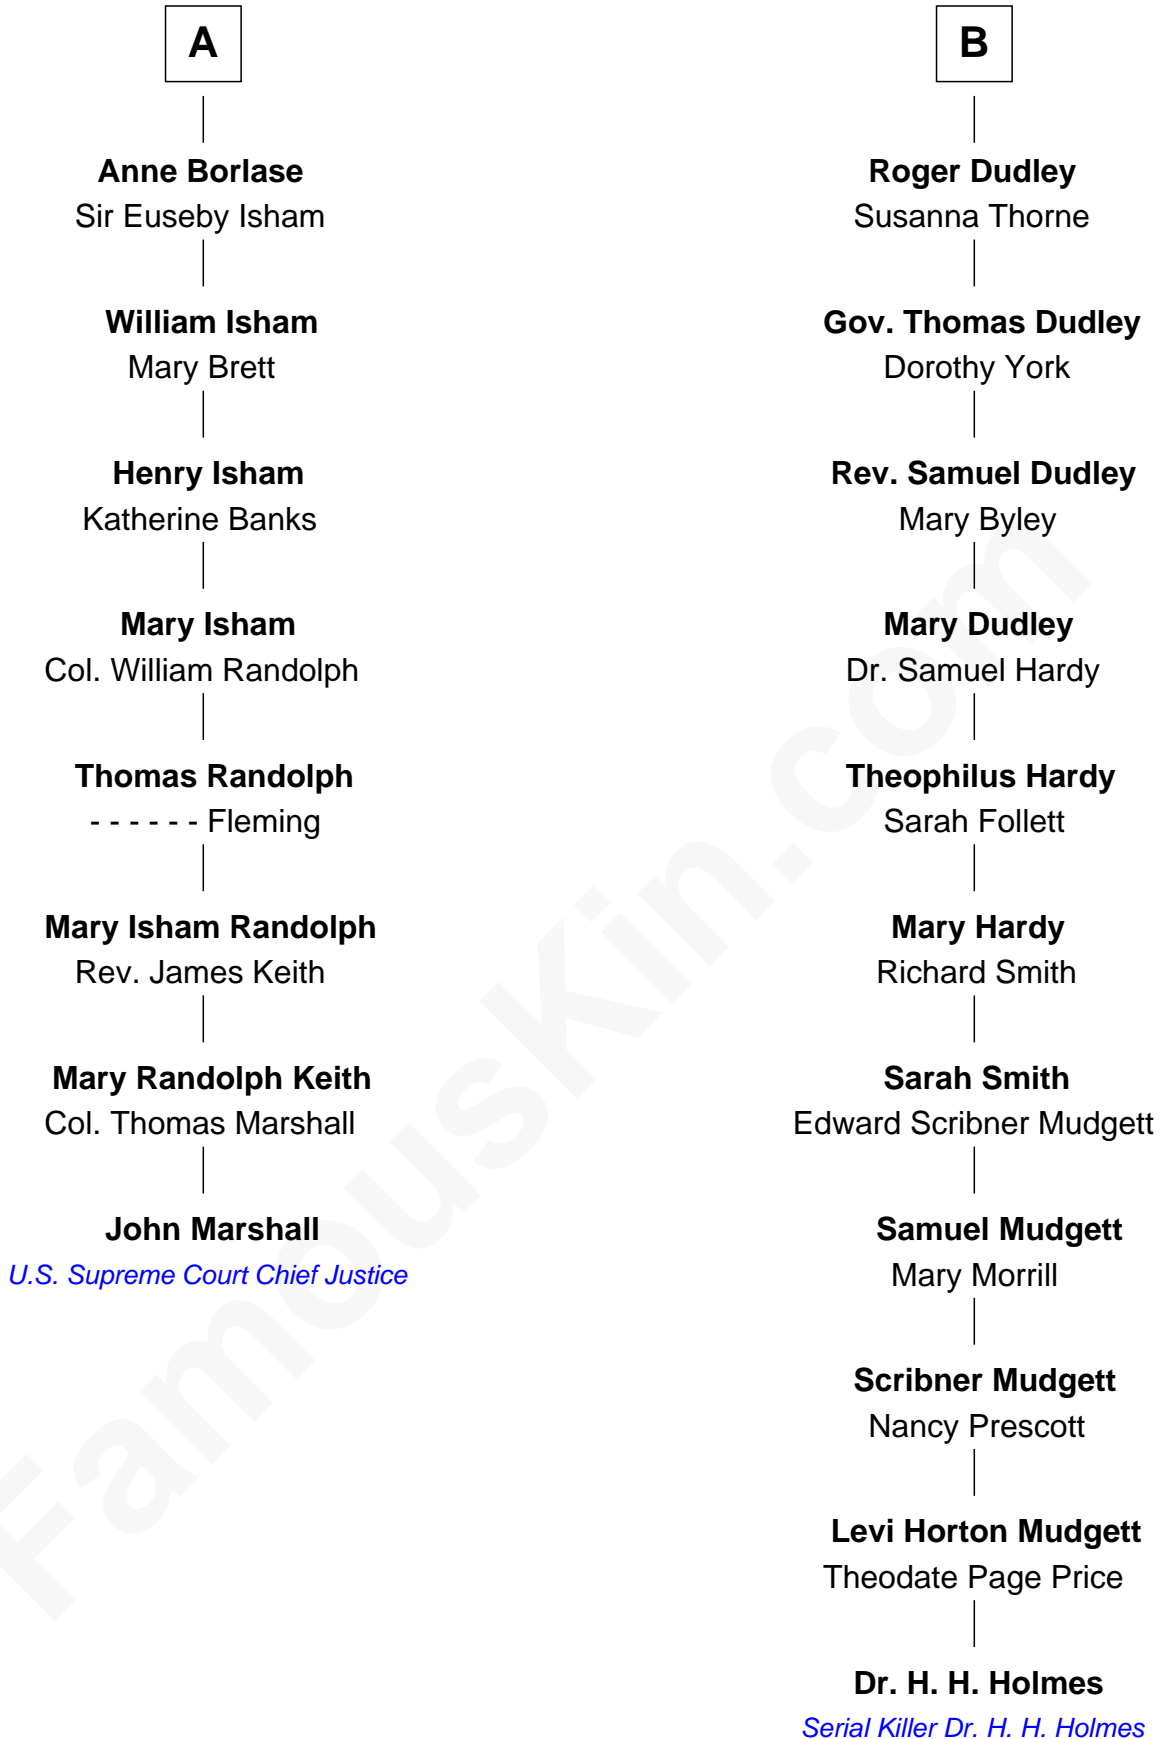 A
Anne Borlase
Sir Euseby Isham
William Isham
Mary Brett
Henry Isham
Katherine Banks
Mary Isham
Col. William Randolph
Thomas Randolph
- - - - - - Fleming
Mary Isham Randolph
Rev. James Keith
Mary Randolph Keith
Col. Thomas Marshall
John Marshall
U.S. Supreme Court Chief Justice
B
Roger Dudley
Susanna Thorne
Gov. Thomas Dudley
Dorothy York
Rev. Samuel Dudley
Mary Byley
Mary Dudley
Dr. Samuel Hardy
Theophilus Hardy
Sarah Follett
Mary Hardy
Richard Smith
Sarah Smith
Edward Scribner Mudgett
Samuel Mudgett
Mary Morrill
Scribner Mudgett
Nancy Prescott
Levi Horton Mudgett
Theodate Page Price
Dr. H. H. Holmes
Serial Killer Dr. H. H. Holmes
FamousKin.com